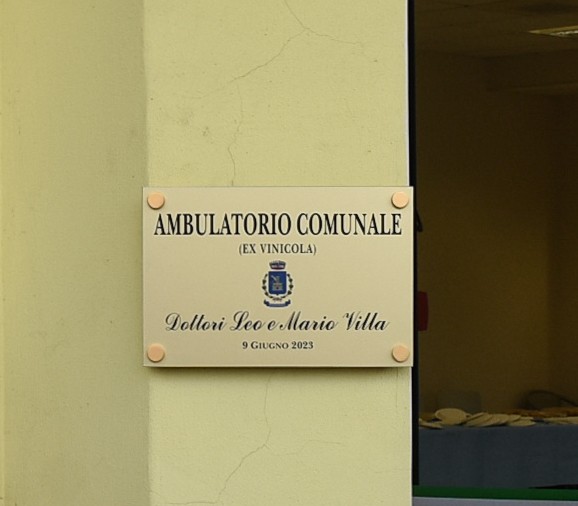 AMBULATORIO COMUNALE
(EX VINICOLA)
Dottori Leo e Mario Villa
9 GIUGNO 2023